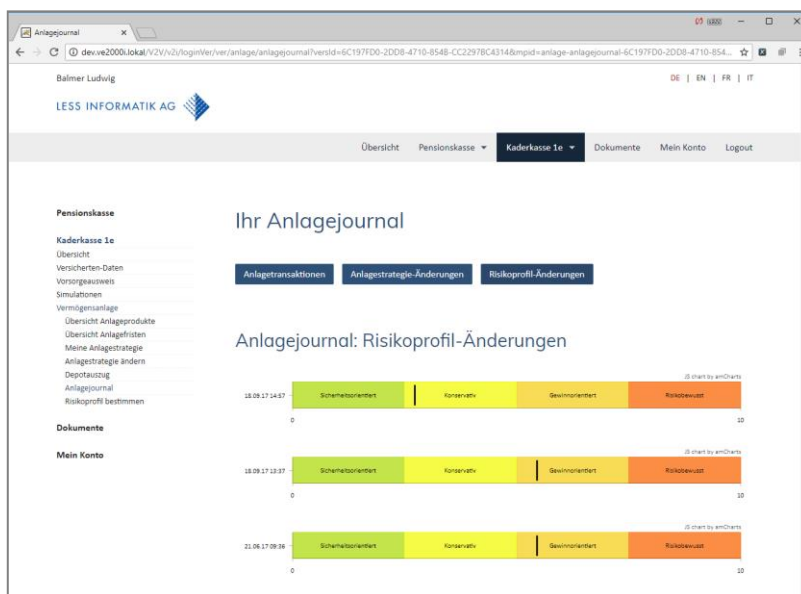 Anlagejournal
dev.ve2000i.lokal/V2V/v2i/loginVer/ver/anlage/anlagejournal?versId=6C197FD0-2DD8-4710-854B-CC22978C4314&mpid=anlage-anlagejournal-6C197FD0-2DD8-4710-854...
Balmer Ludwig
DE | EN | FR | IT
LESS INFORMATIK AG
Übersicht Pensionskasse Kaderkasse 1e Dokumente Mein Konto Logout
Pensionskasse
Kaderkasse 1e
Übersicht
Versicherten-Daten
Vorsorgeausweis
Simulationen
Vermögensanlage
Übersicht Anlageprodukte
Übersicht Anlagefristen
Meine Anlagestrategie
Anlagestrategie ändern
Depotauszug
Anlagejournal
Risikoprofil bestimmen
Dokumente
Mein Konto
Ihr Anlagejournal
Anlagetransaktionen Anlagestrategie-Änderungen Risikoprofil-Änderungen
Anlagejournal: Risikoprofil-Änderungen
JS chart by amCharts
18.09.17 14:57 Sicherheitsorientiert Konservativ Gewinnorientiert Risikobewusst
0 10
JS chart by amCharts
18.09.17 13:37 Sicherheitsorientiert Konservativ Gewinnorientiert Risikobewusst
0 10
JS chart by amCharts
21.06.17 09:36 Sicherheitsorientiert Konservativ Gewinnorientiert Risikobewusst
0 10